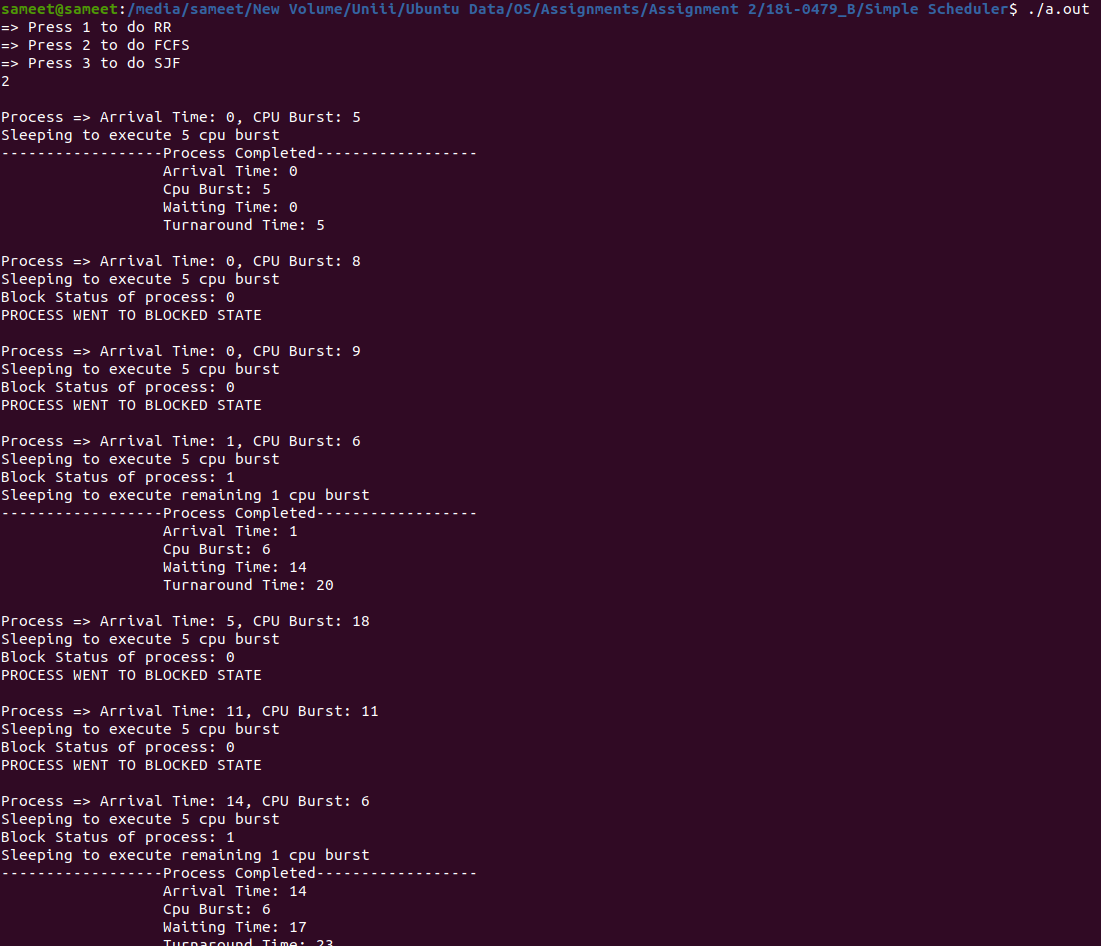 sameet@sameet:/media/sameet/New Volume/Uniii/Ubuntu Data/OS/Assignments/Assignment 2/18i-0479_B/Simple Scheduler$ ./a.out
=> Press 1 to do RR
=> Press 2 to do FCFS
=> Press 3 to do SJF
2
Process => Arrival Time: 0, CPU Burst: 5
Sleeping to execute 5 cpu burst
------------------Process Completed------------------
Arrival Time: 0
Cpu Burst: 5
Waiting Time: 0
Turnaround Time: 5
Process => Arrival Time: 0, CPU Burst: 8
Sleeping to execute 5 cpu burst
Block Status of process: 0
PROCESS WENT TO BLOCKED STATE
Process => Arrival Time: 0, CPU Burst: 9
Sleeping to execute 5 cpu burst
Block Status of process: 0
PROCESS WENT TO BLOCKED STATE
Process => Arrival Time: 1, CPU Burst: 6
Sleeping to execute 5 cpu burst
Block Status of process: 1
Sleeping to execute remaining 1 cpu burst
------------------Process Completed------------------
Arrival Time: 1
Cpu Burst: 6
Waiting Time: 14
Turnaround Time: 20
Process => Arrival Time: 5, CPU Burst: 18
Sleeping to execute 5 cpu burst
Block Status of process: 0
PROCESS WENT TO BLOCKED STATE
Process => Arrival Time: 11, CPU Burst: 11
Sleeping to execute 5 cpu burst
Block Status of process: 0
PROCESS WENT TO BLOCKED STATE
Process => Arrival Time: 14, CPU Burst: 6
Sleeping to execute 5 cpu burst
Block Status of process: 1
Sleeping to execute remaining 1 cpu burst
------------------Process Completed------------------
Arrival Time: 14
Cpu Burst: 6
Waiting Time: 17
Turnaround Time: 23